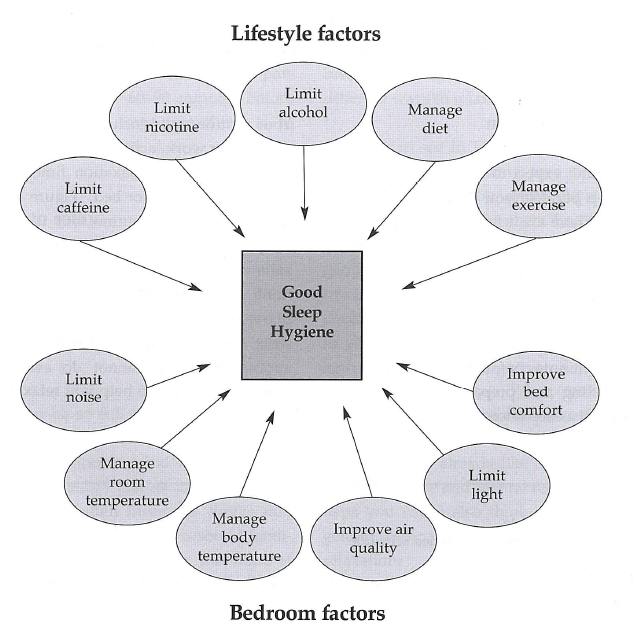 Lifestyle factors
Limit
alcohol
Limit
nicotine
Manage
diet
Limit
caffeine
Manage
exercise
Good
Sleep
Hygiene
Limit
noise
Improve
bed
comfort
Manage
room
temperature
Limit
light
Manage
body
temperature
Improve air
quality
Bedroom factors